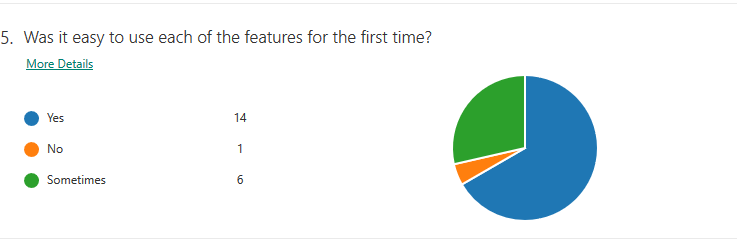 5. Was it easy to use each of the features for the first time?
More Details
Yes 14
No 1
Sometimes 6